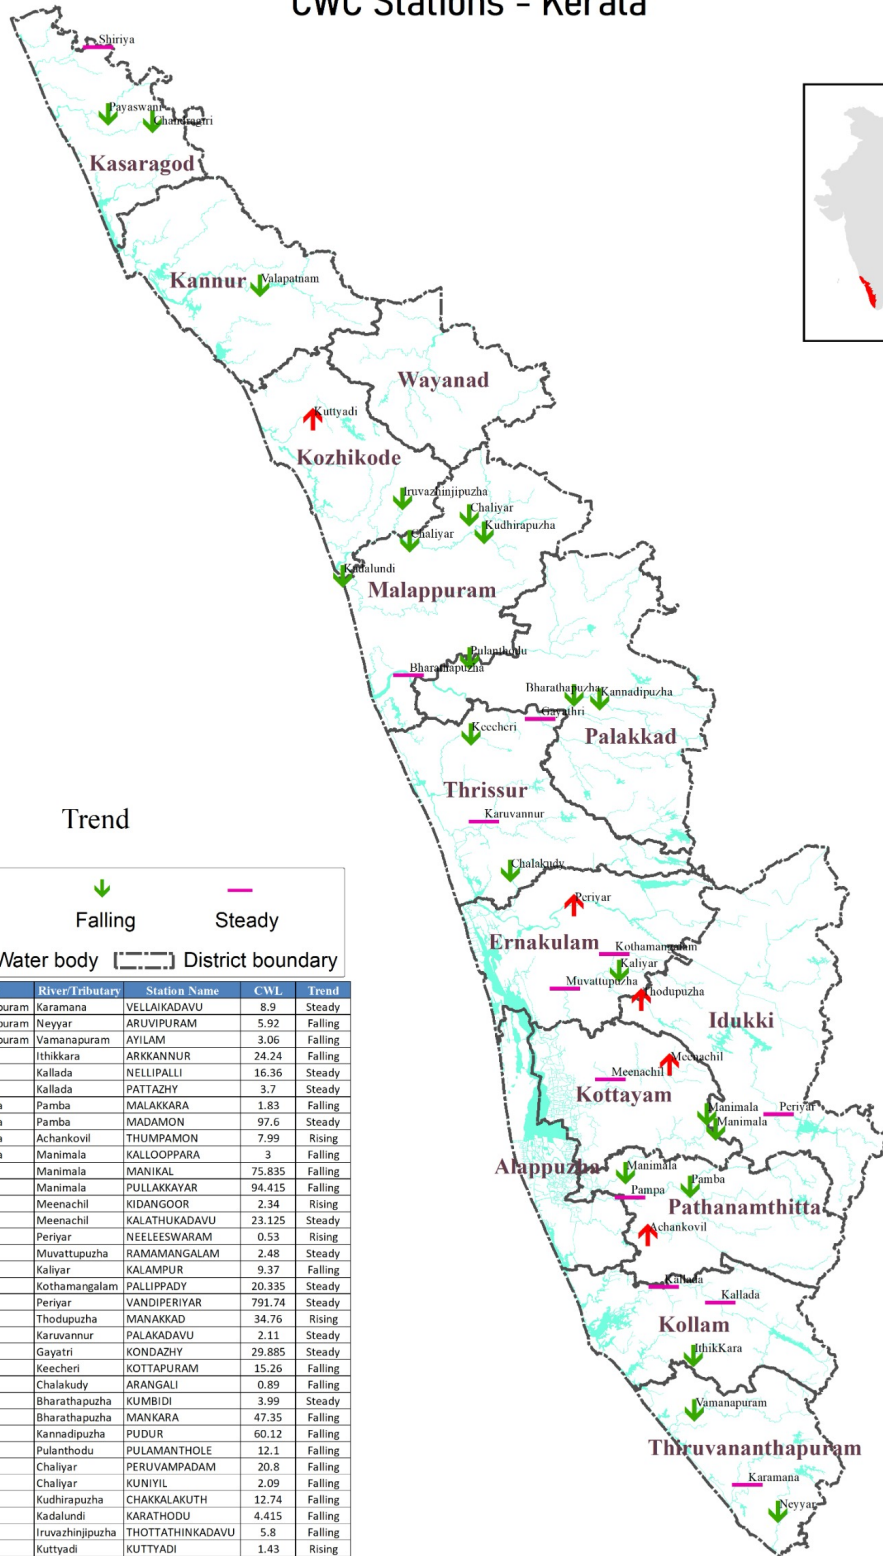 CWC Stations - Kerala
Shiriya
Payaswani
Chandragiri
Kasaragod
Kannur
Valapatnam
Wayanad
Kuttyadi
Kozhikode
Iruvazhinjipuzha
Chaliyar
Kudhirapuzha
Chaliyar
Kadalundi
Malappuram
Pulanthodu
Bharathapuzha
Bharathapuzha
Kannadipuzha
Gayathri
Keecheri
Palakkad
Thrissur
Karuvannur
Chalakudy
Periyar
Ernakulam
Kothamangalam
Kaliyar
Muvattupuzha
Thodupuzha
Idukki
Meenachil
Meenachil
Kottayam
Manimala
Periyar
Manimala
Alappuzha
Manimala
Pamba
Pampa
Pathanamthitta
Achankovil
Kallada
Kallada
Kollam
IthikKara
Vamanapuram
Thiruvananthapuram
Karamana
Neyyar
Trend
Falling
Steady
Water body
District boundary
River/Tributary Station Name CWL Trend
puram Karamana VELLAIKADAVU 8.9 Steady
puram Neyyar ARUVIPURAM 5.92 Falling
puram Vamanapuram AYILAM 3.06 Falling
Ithikkara ARKKANNUR 24.24 Falling
Kallada NELLIPALLI 16.36 Steady
Kallada PATTAZHY 3.7 Steady
a Pamba MALAKKARA 1.83 Falling
a Pamba MADAMON 97.6 Steady
a Achankovil THUMPAMON 7.99 Rising
a Manimala KALLOOPPARA 3 Falling
Manimala MANIKAL 75.835 Falling
Manimala PULLAKKAYAR 94.415 Falling
Meenachil KIDANGOOR 2.34 Rising
Meenachil KALATHUKADAVU 23.125 Steady
Periyar NEELEESWARAM 0.53 Rising
Muvattupuzha RAMAMANGALAM 2.48 Steady
Kaliyar KALAMPUR 9.37 Falling
Kothamangalam PALLIPPADY 20.335 Steady
Periyar VANDIPERIYAR 791.74 Steady
Thodupuzha MANAKKAD 34.76 Rising
Karuvannur PALAKADAVU 2.11 Steady
Gayatri KONDAZHY 29.885 Steady
Keecheri KOTTAPURAM 15.26 Falling
Chalakudy ARANGALI 0.89 Falling
Bharathapuzha KUMBIDI 3.99 Steady
Bharathapuzha MANKARA 47.35 Falling
Kannadipuzha PUDUR 60.12 Falling
Pulanthodu PULAMANTHOLE 12.1 Falling
Chaliyar PERUVAMPADAM 20.8 Falling
Chaliyar KUNIYIL 2.09 Falling
Kudhirapuzha CHAKKALAKUTH 12.74 Falling
Kadalundi KARATHODU 4.415 Falling
Iruvazhinjipuzha THOTTATHINKADAVU 5.8 Falling
Kuttyadi KUTTYADI 1.43 Rising